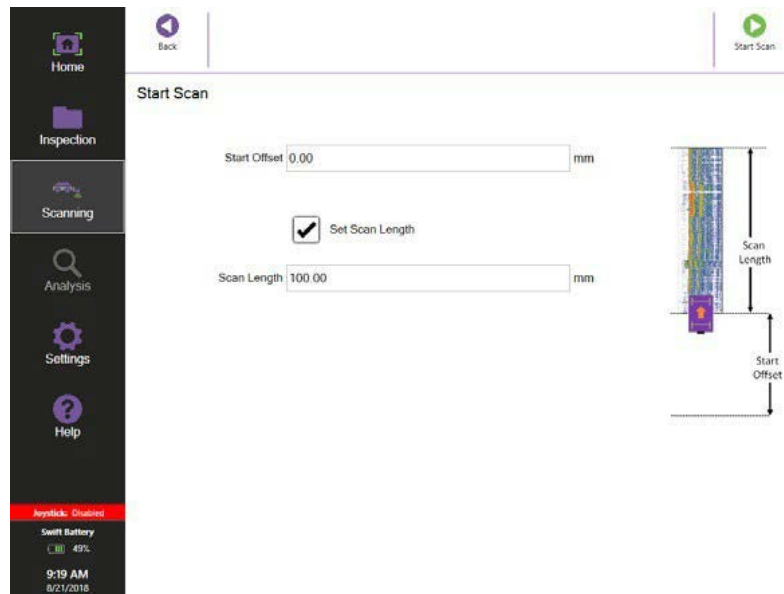 Home
Inspection
Scanning
Analysis
Settings
Help
Joystick: Disabled
Swift Battery
49%
9:19 AM
8/21/2018
Back
Start Scan
Start Scan
Start Offset 0.00 mm
Set Scan Length
Scan Length 100.00 mm
Scan
Length
Start
Offset